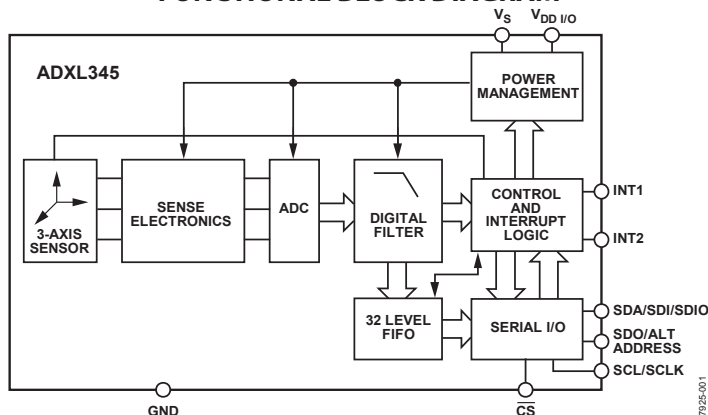 FUNCTIONAL BLOCK DIAGRAM
VS
VDD I/O
ADXL345
POWER
MANAGEMENT
3-AXIS
SENSOR
SENSE
ELECTRONICS
ADC
DIGITAL
FILTER
CONTROL
AND
INTERRUPT
LOGIC
INT1
INT2
32 LEVEL
FIFO
SERIAL I/O
SDA/SDI/SDIO
SDO/ALT
ADDRESS
SCL/SCLK
GND
CS
7925-001